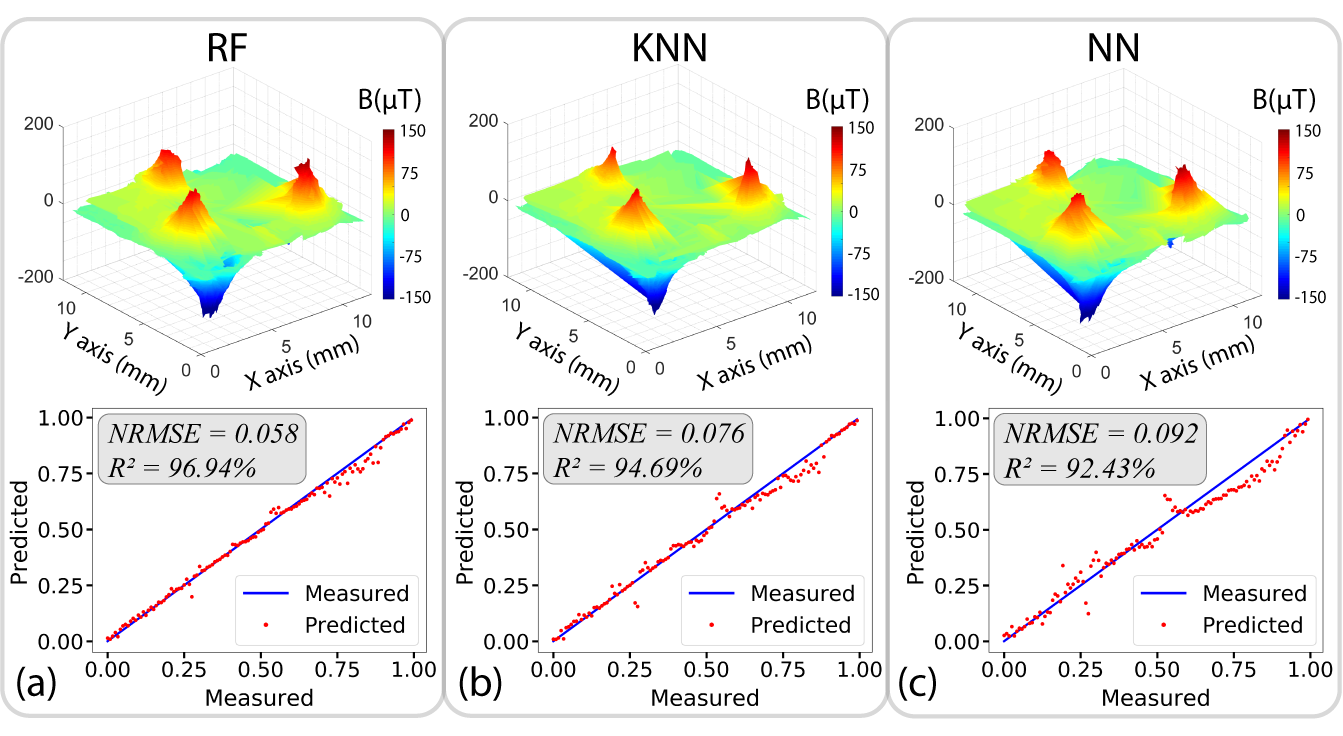 RF
B(μT)
200
0
-200
150
75
0
-75
-150
10
5
0
Y axis (mm)
0
5
10
X axis (mm)
1.00
0.75
0.50
0.25
0.00
Predicted
NRMSE = 0.058
R² = 96.94%
Measured
Predicted
0.00 0.25 0.50 0.75 1.00
Measured
(a)
KNN
B(μT)
200
0
-200
150
75
0
-75
-150
10
5
0
Y axis (mm)
0
5
10
X axis (mm)
1.00
0.75
0.50
0.25
0.00
Predicted
NRMSE = 0.076
R² = 94.69%
Measured
Predicted
0.00 0.25 0.50 0.75 1.00
Measured
(b)
NN
B(μT)
200
0
-200
150
75
0
-75
-150
10
5
0
Y axis (mm)
0
5
10
X axis (mm)
1.00
0.75
0.50
0.25
0.00
Predicted
NRMSE = 0.092
R² = 92.43%
Measured
Predicted
0.00 0.25 0.50 0.75 1.00
Measured
(c)